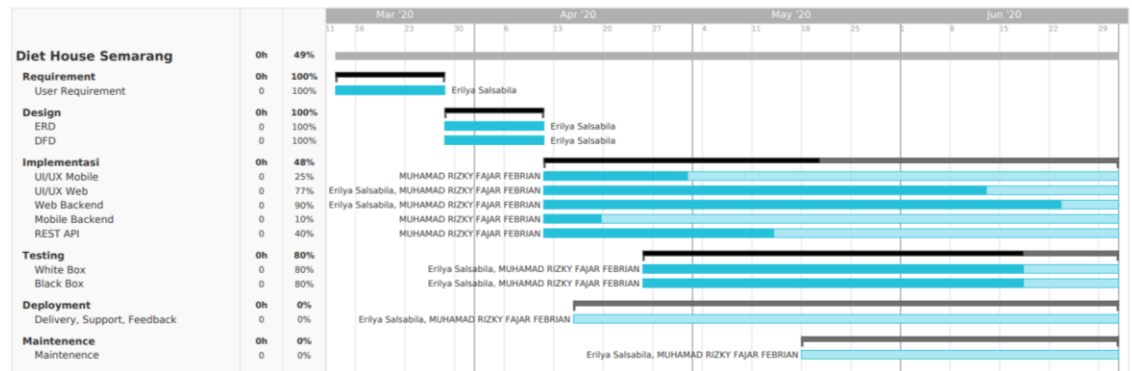 Mar '20 Apr '20 May '20 Jun '20
11 16 23 30 6 13 20 27 4 11 18 25 1 8 15 22 29
Diet House Semarang 0h 49%
Requirement 0h 100%
User Requirement 0 100% Erilya Salsabila
Design 0h 100%
ERD 0 100% Erilya Salsabila
DFD 0 100% Erilya Salsabila
Implementasi 0h 48%
UI/UX Mobile 0 25% MUHAMAD RIZKY FAJAR FEBRIAN
UI/UX Web 0 77% Erilya Salsabila, MUHAMAD RIZKY FAJAR FEBRIAN
Web Backend 0 90% Erilya Salsabila, MUHAMAD RIZKY FAJAR FEBRIAN
Mobile Backend 0 10% MUHAMAD RIZKY FAJAR FEBRIAN
REST API 0 40% MUHAMAD RIZKY FAJAR FEBRIAN
Testing 0h 80%
White Box 0 80% Erilya Salsabila, MUHAMAD RIZKY FAJAR FEBRIAN
Black Box 0 80% Erilya Salsabila, MUHAMAD RIZKY FAJAR FEBRIAN
Deployment 0h 0%
Delivery, Support, Feedback 0 0% Erilya Salsabila, MUHAMAD RIZKY FAJAR FEBRIAN
Maintenence 0h 0%
Maintenence 0 0% Erilya Salsabila, MUHAMAD RIZKY FAJAR FEBRIAN